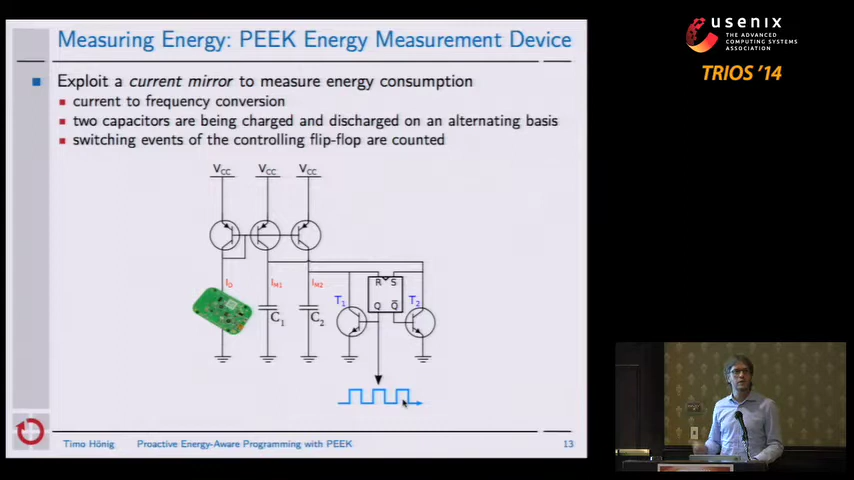 Measuring Energy: PEEK Energy Measurement Device
Exploit a current mirror to measure energy consumption
current to frequency conversion
two capacitors are being charged and discharged on an alternating basis
switching events of the controlling flip-flop are counted
VCC VCC VCC
ID IM1 IM2
R S
T1 T2
Q Q̅
C1 C2
Timo Hönig Proactive Energy-Aware Programming with PEEK 13
usenix
THE ADVANCED
COMPUTING SYSTEMS
ASSOCIATION
TRIOS '14